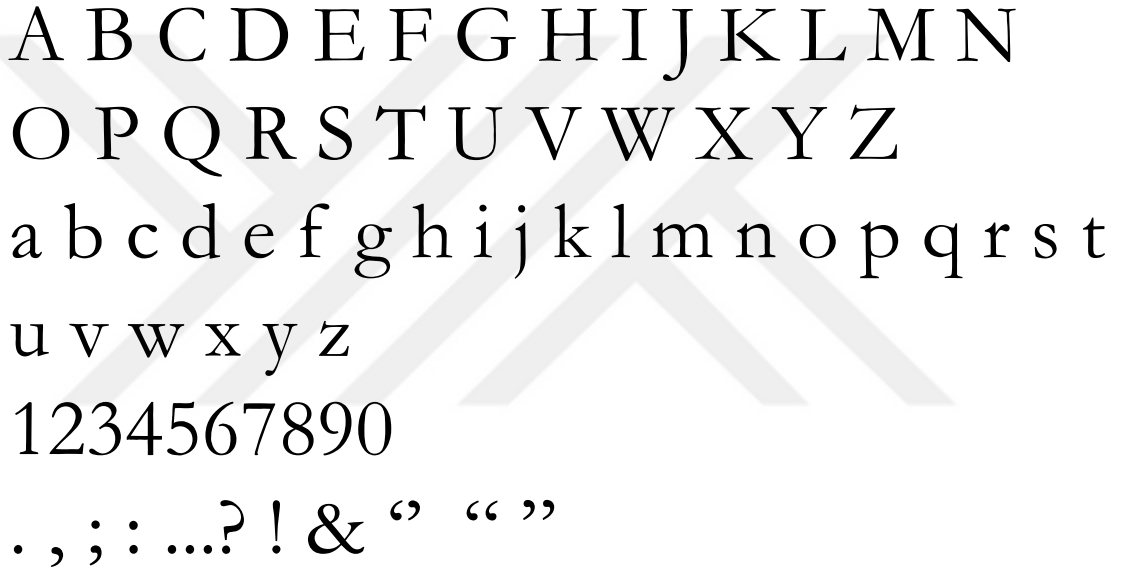 A B C D E F G H I J K L M N
O P Q R S T U V W X Y Z
a b c d e f g h i j k l m n o p q r s t
u v w x y z
1234567890
. , ; : ...? ! & ‘’ “ ”